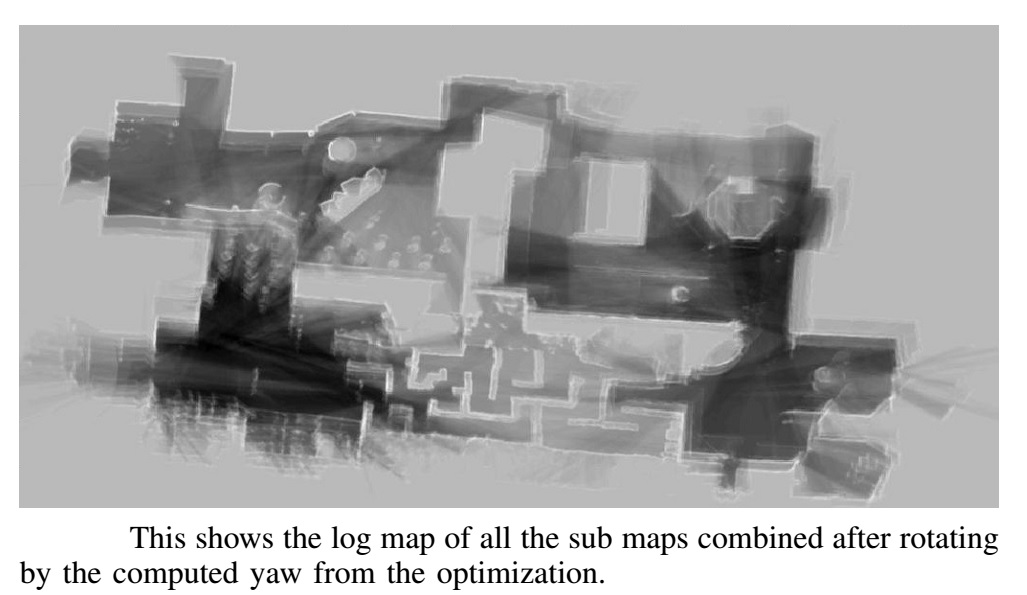 This shows the log map of all the sub maps combined after rotating
by the computed yaw from the optimization.